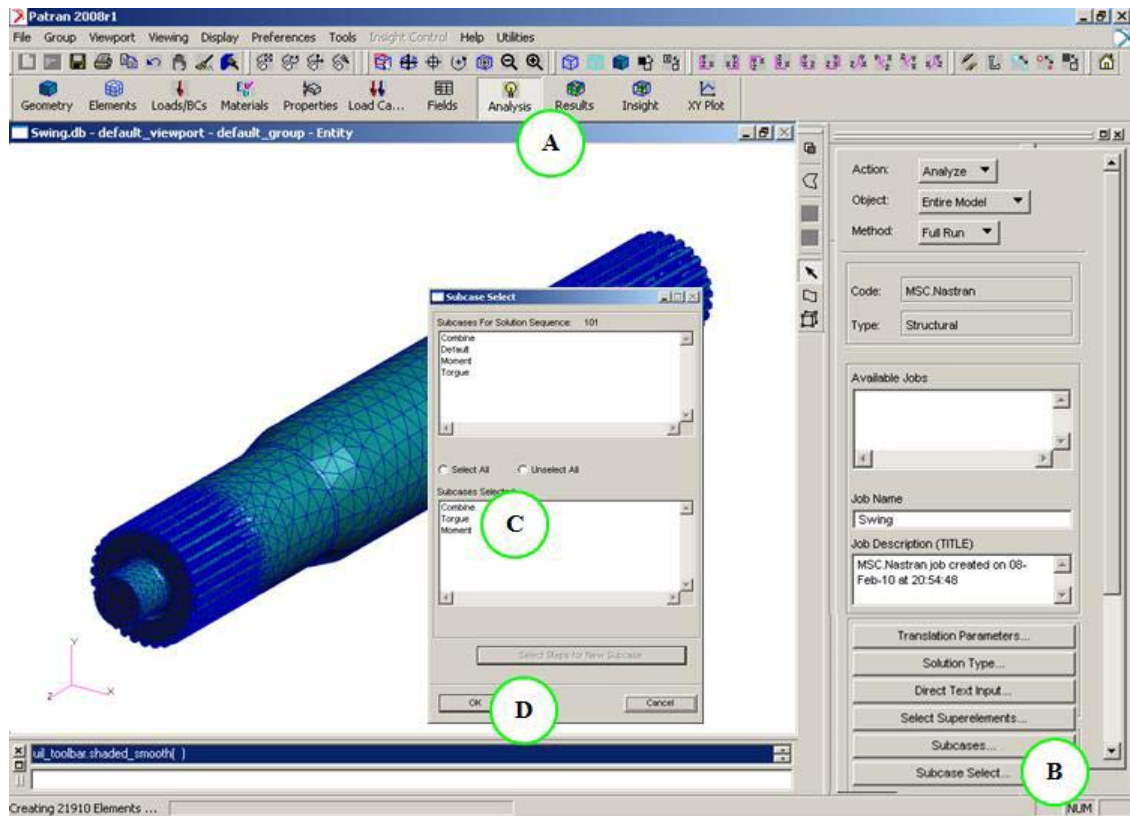 Patran 2008r1
File Group Viewport Viewing Display Preferences Tools Insight Control Help Utilities
Geometry Elements Loads/BCs Materials Properties Load Ca... Fields Analysis Results Insight XY Plot
Swing.db - default_viewport - default_group - Entity
A
Action: Analyze
Object: Entire Model
Method: Full Run
Code: MSC.Nastran
Type: Structural
Available Jobs
Job Name
Swing
Job Description (TITLE)
MSC.Nastran job created on 08-
Feb-10 at 20:54:48
Translation Parameters...
Solution Type...
Direct Text Input...
Select Superelements...
Subcases...
Subcase Select...
B
Subcase Select
Subcases For Solution Sequence: 101
Combine
Default
Moment
Torgue
Select All Unselect All
Subcases Selected
Combine
Torgue
Moment
C
Select Steps for New Subcase
OK
D
Cancel
Y
Z X
uil_toolbar.shaded_smooth( )
Creating 21910 Elements ...
NUM